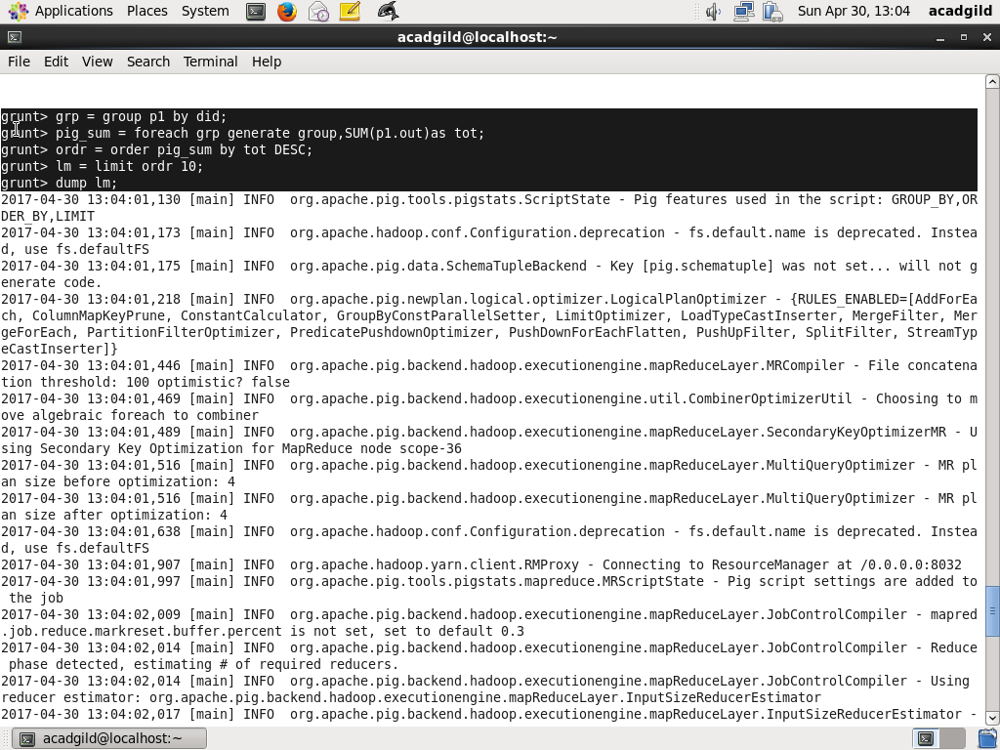 Applications Places System Sun Apr 30, 13:04 acadgild
acadgild@localhost:~
File Edit View Search Terminal Help
grunt> grp = group p1 by did;
grunt> pig_sum = foreach grp generate group,SUM(p1.out)as tot;
grunt> ordr = order pig_sum by tot DESC;
grunt> lm = limit ordr 10;
grunt> dump lm;
2017-04-30 13:04:01,130 [main] INFO  org.apache.pig.tools.pigstats.ScriptState - Pig features used in the script: GROUP_BY,OR
DER_BY,LIMIT
2017-04-30 13:04:01,173 [main] INFO  org.apache.hadoop.conf.Configuration.deprecation - fs.default.name is deprecated. Instea
d, use fs.defaultFS
2017-04-30 13:04:01,175 [main] INFO  org.apache.pig.data.SchemaTupleBackend - Key [pig.schematuple] was not set... will not g
enerate code.
2017-04-30 13:04:01,218 [main] INFO  org.apache.pig.newplan.logical.optimizer.LogicalPlanOptimizer - {RULES_ENABLED=[AddForEa
ch, ColumnMapKeyPrune, ConstantCalculator, GroupByConstParallelSetter, LimitOptimizer, LoadTypeCastInserter, MergeFilter, Mer
geForEach, PartitionFilterOptimizer, PredicatePushdownOptimizer, PushDownForEachFlatten, PushUpFilter, SplitFilter, StreamTyp
eCastInserter]}
2017-04-30 13:04:01,446 [main] INFO  org.apache.pig.backend.hadoop.executionengine.mapReduceLayer.MRCompiler - File concatena
tion threshold: 100 optimistic? false
2017-04-30 13:04:01,469 [main] INFO  org.apache.pig.backend.hadoop.executionengine.util.CombinerOptimizerUtil - Choosing to m
ove algebraic foreach to combiner
2017-04-30 13:04:01,489 [main] INFO  org.apache.pig.backend.hadoop.executionengine.mapReduceLayer.SecondaryKeyOptimizerMR - U
sing Secondary Key Optimization for MapReduce node scope-36
2017-04-30 13:04:01,516 [main] INFO  org.apache.pig.backend.hadoop.executionengine.mapReduceLayer.MultiQueryOptimizer - MR pl
an size before optimization: 4
2017-04-30 13:04:01,516 [main] INFO  org.apache.pig.backend.hadoop.executionengine.mapReduceLayer.MultiQueryOptimizer - MR pl
an size after optimization: 4
2017-04-30 13:04:01,638 [main] INFO  org.apache.hadoop.conf.Configuration.deprecation - fs.default.name is deprecated. Instea
d, use fs.defaultFS
2017-04-30 13:04:01,907 [main] INFO  org.apache.hadoop.yarn.client.RMProxy - Connecting to ResourceManager at /0.0.0.0:8032
2017-04-30 13:04:01,997 [main] INFO  org.apache.pig.tools.pigstats.mapreduce.MRScriptState - Pig script settings are added to
 the job
2017-04-30 13:04:02,009 [main] INFO  org.apache.pig.backend.hadoop.executionengine.mapReduceLayer.JobControlCompiler - mapred
.job.reduce.markreset.buffer.percent is not set, set to default 0.3
2017-04-30 13:04:02,014 [main] INFO  org.apache.pig.backend.hadoop.executionengine.mapReduceLayer.JobControlCompiler - Reduce
 phase detected, estimating # of required reducers.
2017-04-30 13:04:02,014 [main] INFO  org.apache.pig.backend.hadoop.executionengine.mapReduceLayer.JobControlCompiler - Using
reducer estimator: org.apache.pig.backend.hadoop.executionengine.mapReduceLayer.InputSizeReducerEstimator
2017-04-30 13:04:02,017 [main] INFO  org.apache.pig.backend.hadoop.executionengine.mapReduceLayer.InputSizeReducerEstimator -
acadgild@localhost:~